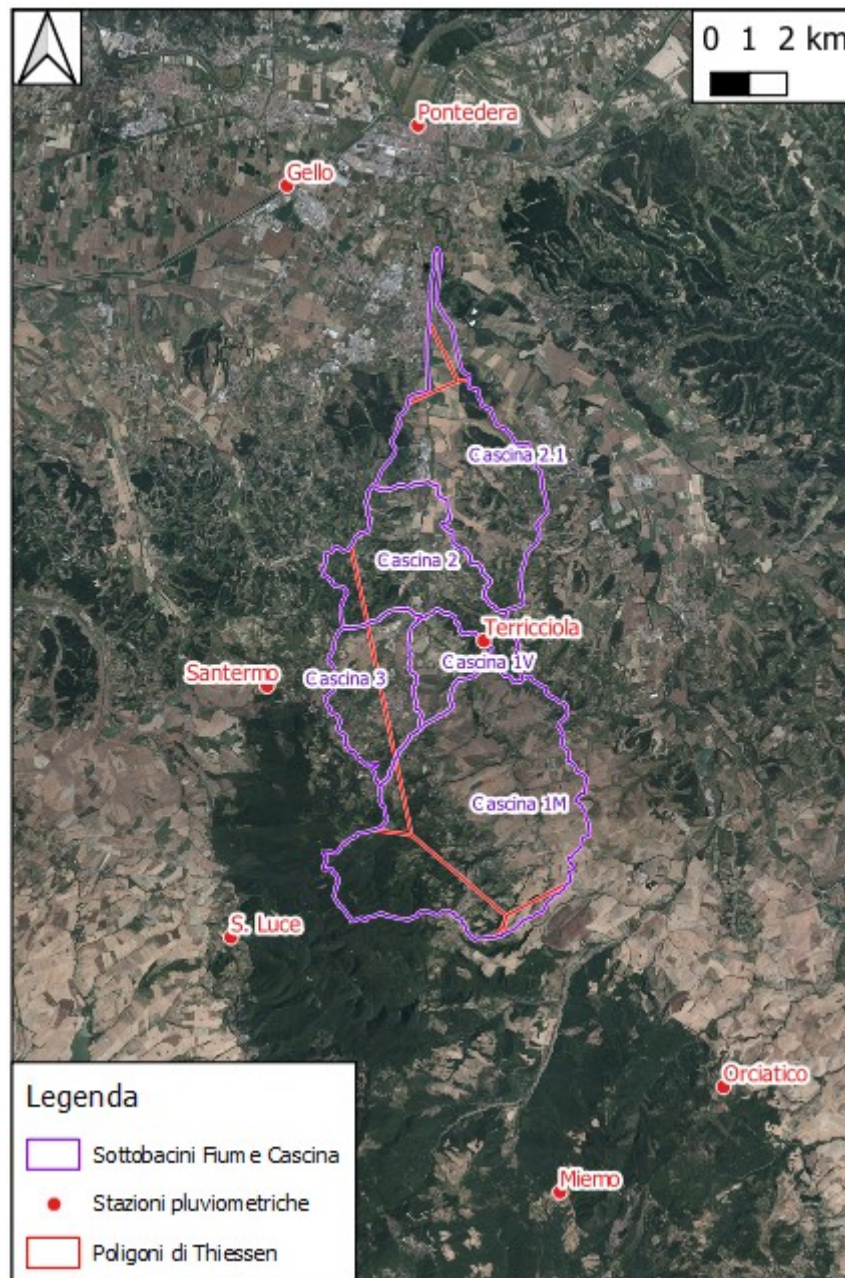 0 1 2 km
Pontedera
Gello
Cascina 2.1
Cascina 2
Terricciola
Cascina 1V
Santermo
Cascina 3
Cascina 1M
S. Luce
Orciatico
Miemo
Legenda
Sottobacini Fiume Cascina
Stazioni pluviometriche
Poligoni di Thiessen